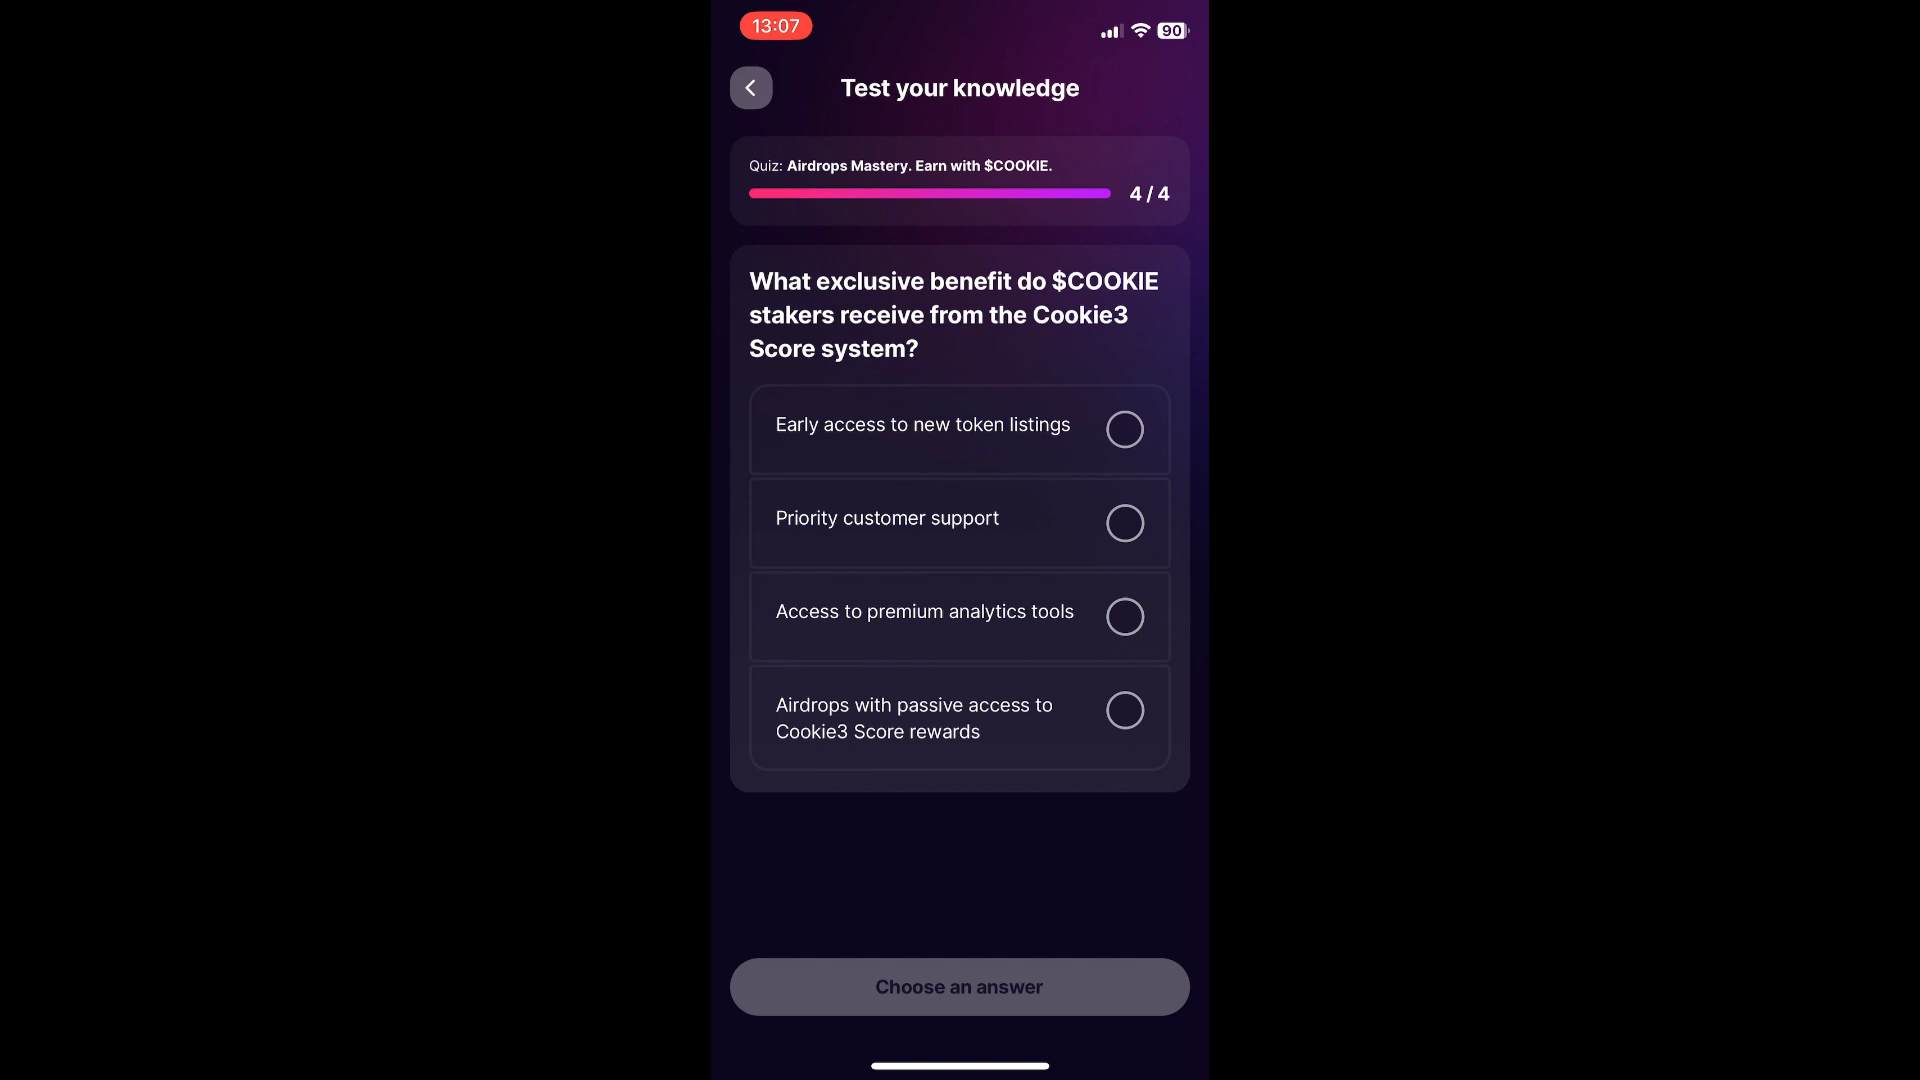 13:07
90
Test your knowledge
Quiz: Airdrops Mastery. Earn with $COOKIE.
4 / 4
What exclusive benefit do $COOKIE
stakers receive from the Cookie3
Score system?
Early access to new token listings
Priority customer support
Access to premium analytics tools
Airdrops with passive access to
Cookie3 Score rewards
Choose an answer